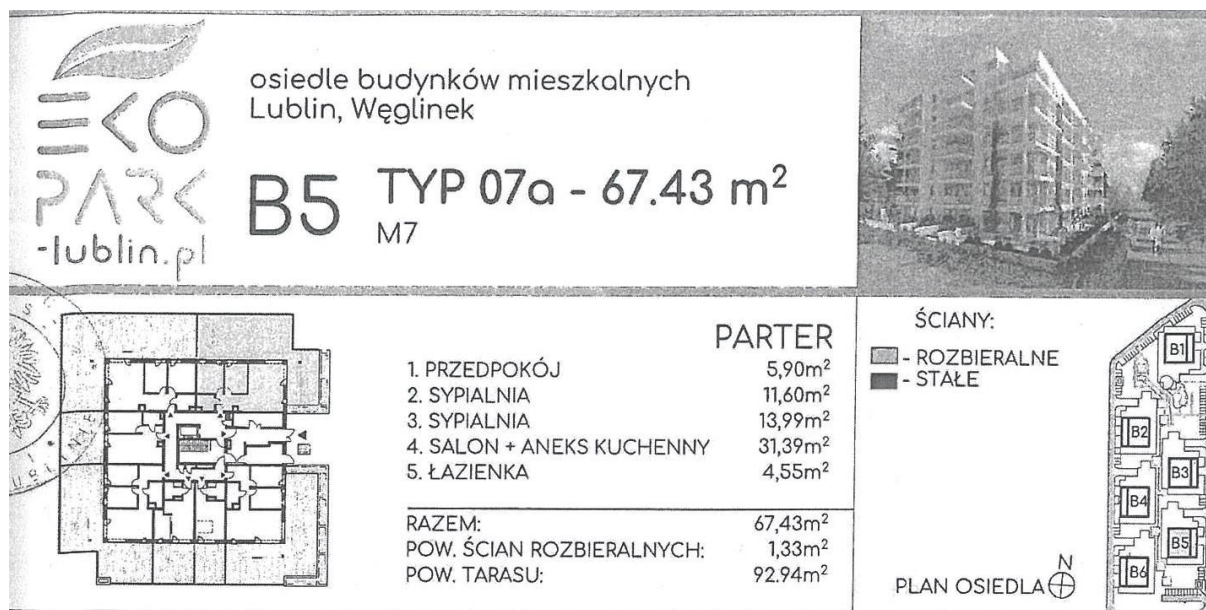 EKO
PARK
-lublin.pl
osiedle budynków mieszkalnych
Lublin, Węglinek
B5 TYP 07a - 67.43 m²
M7
PARTER
1. PRZEDPOKÓJ 5,90m²
2. SYPIALNIA 11,60m²
3. SYPIALNIA 13,99m²
4. SALON + ANEKS KUCHENNY 31,39m²
5. ŁAZIENKA 4,55m²
RAZEM: 67,43m²
POW. ŚCIAN ROZBIERALNYCH: 1,33m²
POW. TARASU: 92.94m²
ŚCIANY:
- ROZBIERALNE
- STAŁE
B1
B2
B3
B4
B5
B6
N
PLAN OSIEDLA